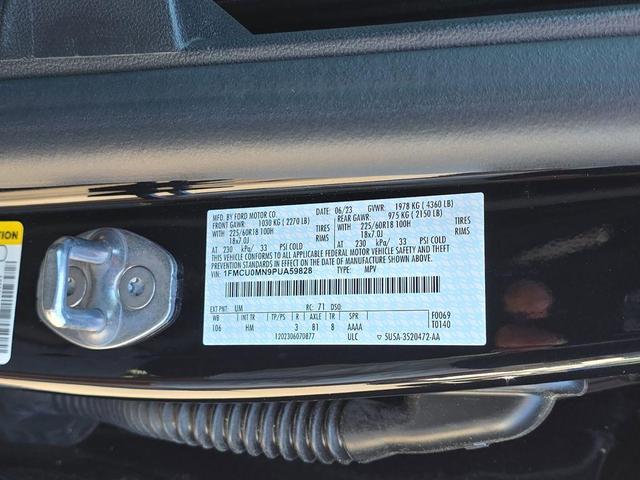 MFD. BY FORD MOTOR CO. DATE: 06/23 GVWR: 1978 KG ( 4360 LB)
FRONT GAWR: 1030 KG ( 2270 LB) REAR GAWR: 975 KG ( 2150 LB)
225/60R18 100H TIRES 225/60R18 100H TIRES
18x7.0J RIMS 18x7.0J RIMS
AT 230 kPa/ 33 PSI COLD AT 230 kPa/ 33 PSI COLD
THIS VEHICLE CONFORMS TO ALL APPLICABLE FEDERAL MOTOR VEHICLE SAFETY AND THEFT
PREVENTION STANDARDS IN EFFECT ON THE DATE OF MANUFACTURE SHOWN ABOVE.
VIN: 1FMCU0MN9PUA59828 TYPE: MPV
EXT PNT: UM RC: 71 DSO: F0069
WB INT TR TP/PS R AXLE TR SPR T0140
106 HM 3 81 8 AAAA
1202306070877 ULC ▽ 5U5A-3520472-AA